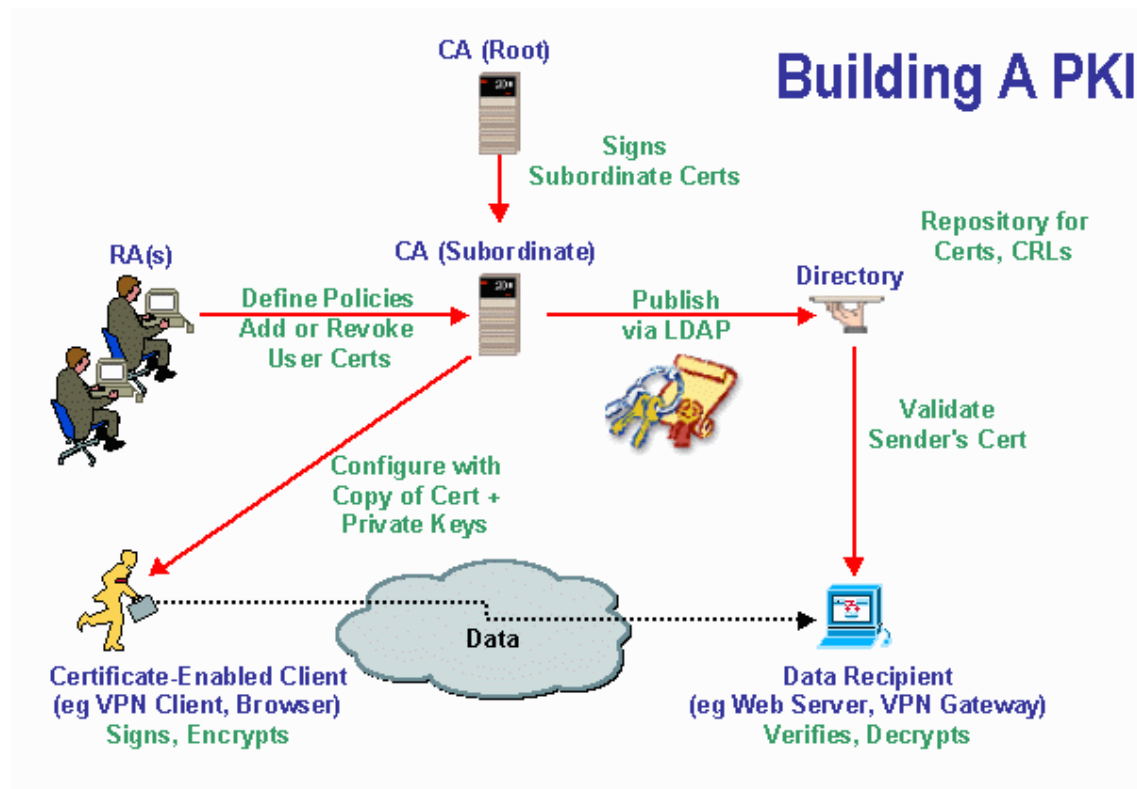 CA (Root)
Building A PKI
Signs
Subordinate Certs
Repository for
Certs, CRLs
RA(s)
CA (Subordinate)
Directory
Define Policies
Add or Revoke
User Certs
Publish
via LDAP
Validate
Sender's Cert
Configure with
Copy of Cert +
Private Keys
Data
Certificate-Enabled Client
(eg VPN Client, Browser)
Signs, Encrypts
Data Recipient
(eg Web Server, VPN Gateway)
Verifies, Decrypts